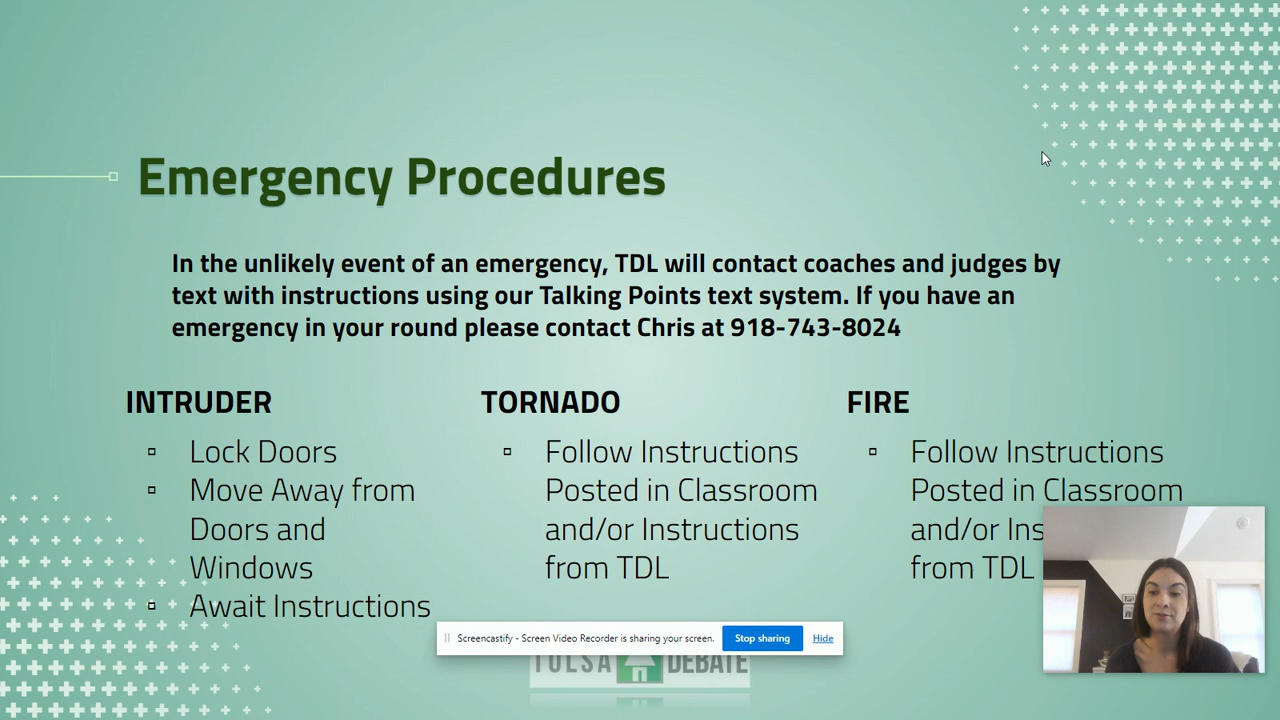 Emergency Procedures
In the unlikely event of an emergency, TDL will contact coaches and judges by
text with instructions using our Talking Points text system. If you have an
emergency in your round please contact Chris at 918-743-8024
INTRUDER
Lock Doors
Move Away from
Doors and
Windows
Await Instructions
TORNADO
Follow Instructions
Posted in Classroom
and/or Instructions
from TDL
FIRE
Follow Instructions
Posted in Classroom
and/or Ins
from TDL
Screencastify - Screen Video Recorder is sharing your screen.
Stop sharing
Hide
TULSA DEBATE